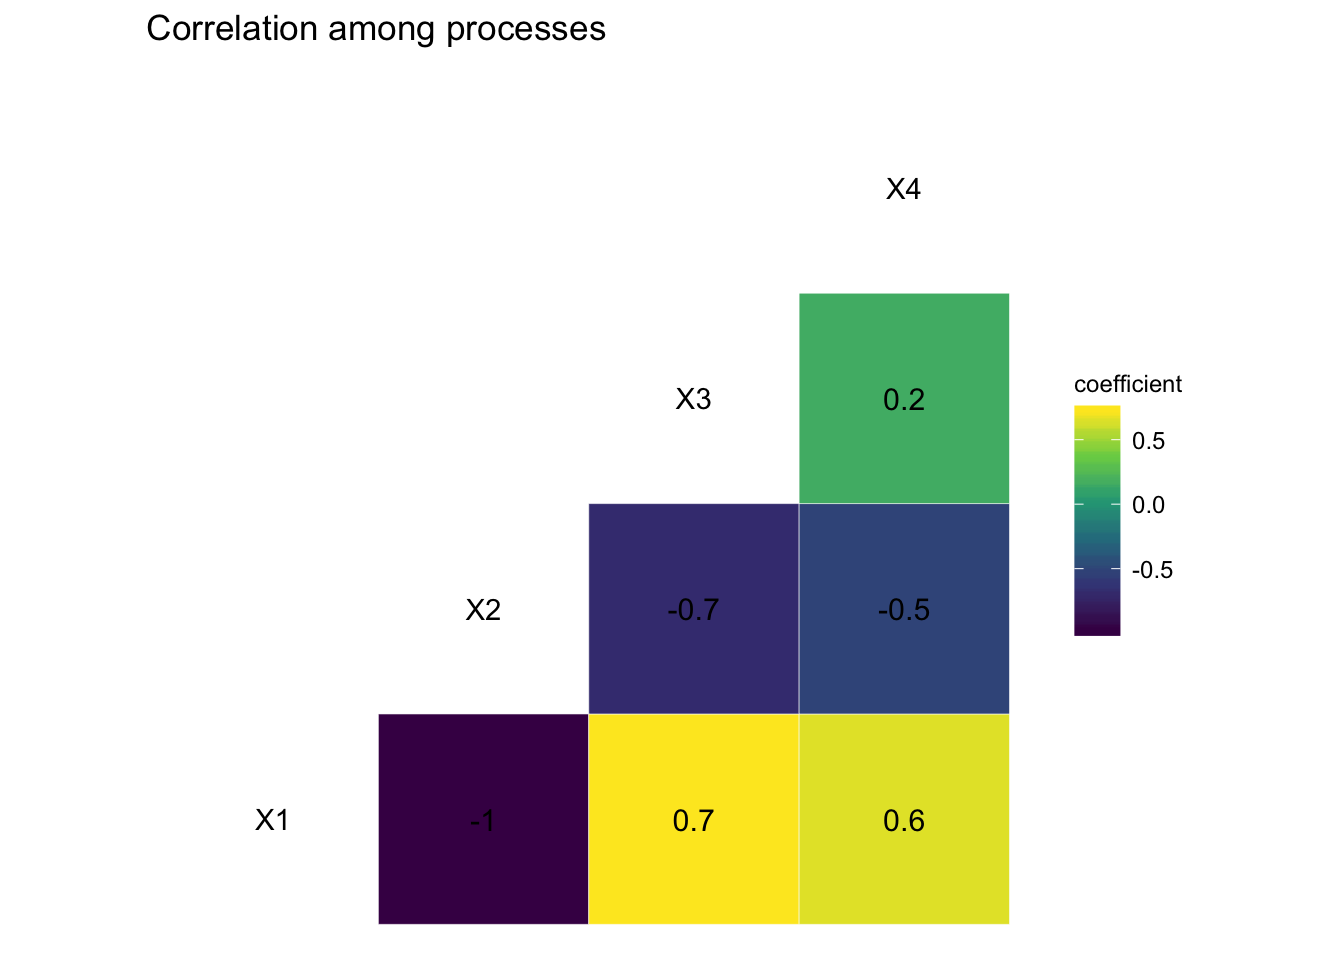 Correlation among processes
X4
X3
0.2
coefficient
0.5
0.0
-0.5
X2
-0.7
-0.5
X1
-1
0.7
0.6